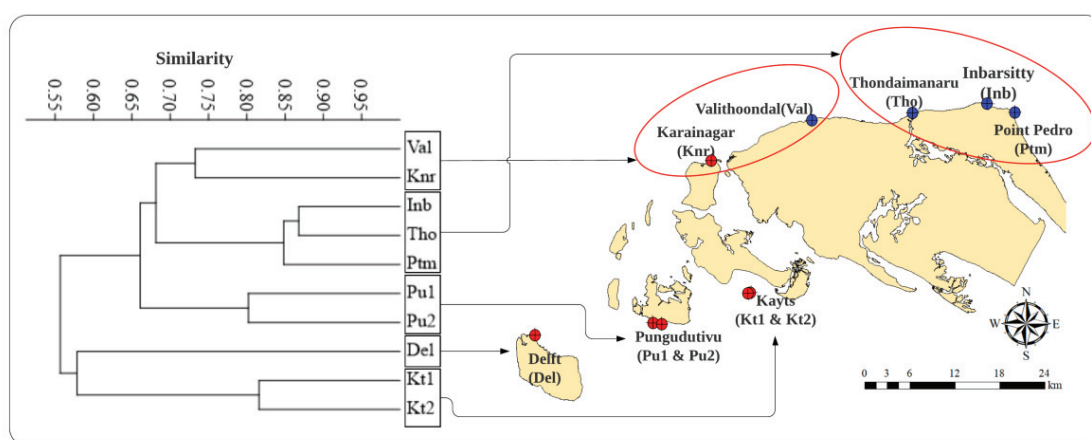 Similarity
0.55
0.60
0.65
0.70
0.75
0.80
0.85
0.90
0.95
Val
Knr
Inb
Tho
Ptm
Pu1
Pu2
Del
Kt1
Kt2
Thondaimanaru
(Tho)
Inbarsitty
(Inb)
Valithoondal(Val)
Point Pedro
(Ptm)
Karainagar
(Knr)
Kayts
(Kt1 & Kt2)
Pungudutivu
(Pu1 & Pu2)
Delft
(Del)
N
W E
S
0 3 6 12 18 24
km